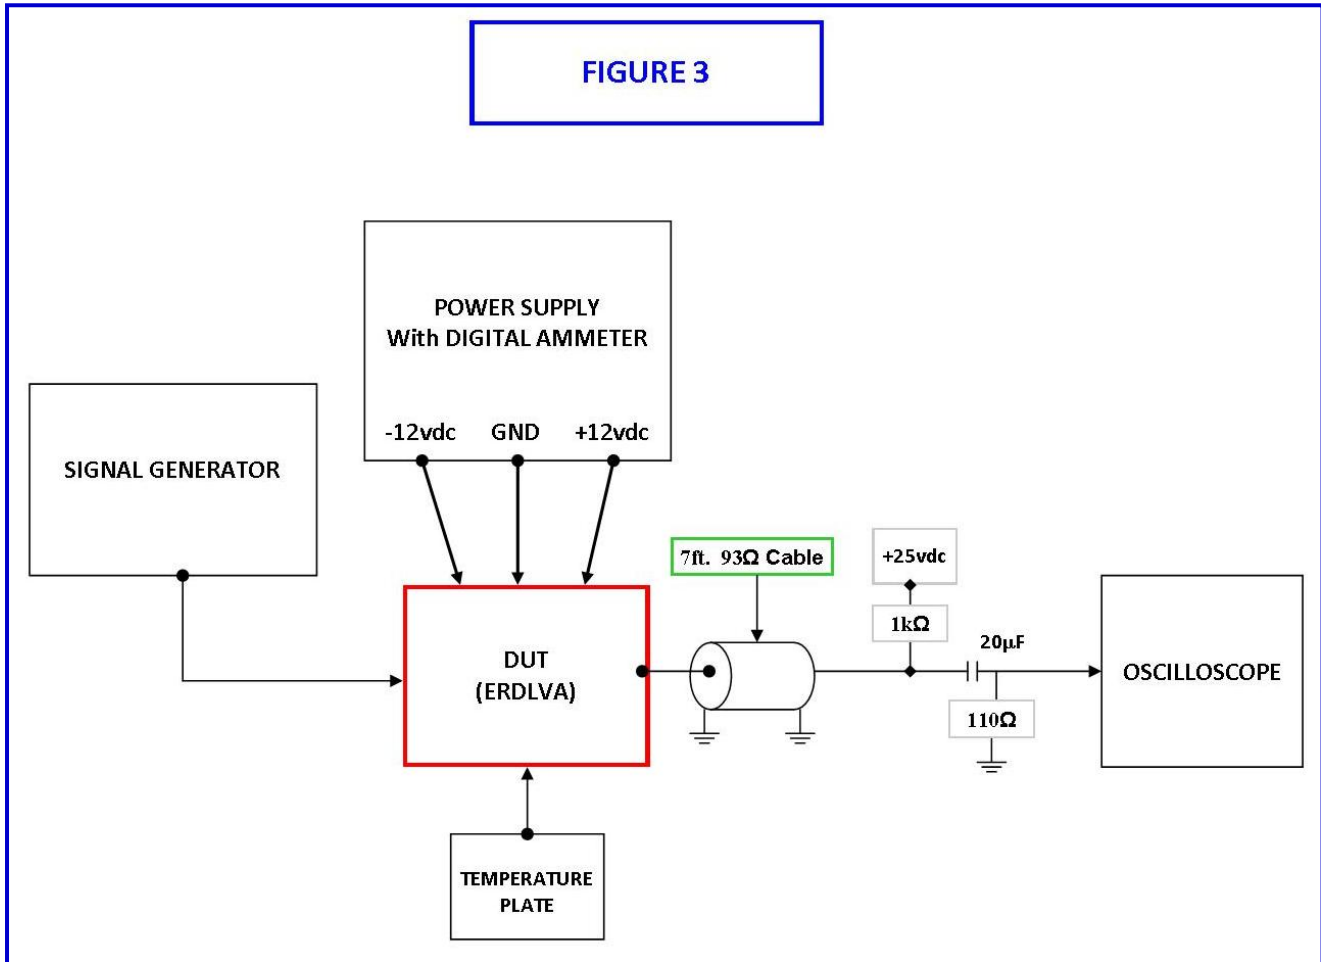 FIGURE 3
POWER SUPPLY
With DIGITAL AMMETER
-12vdc GND +12vdc
SIGNAL GENERATOR
7ft. 93Ω Cable
+25vdc
1kΩ
20μF
DUT
(ERDLVA)
OSCILLOSCOPE
110Ω
TEMPERATURE
PLATE